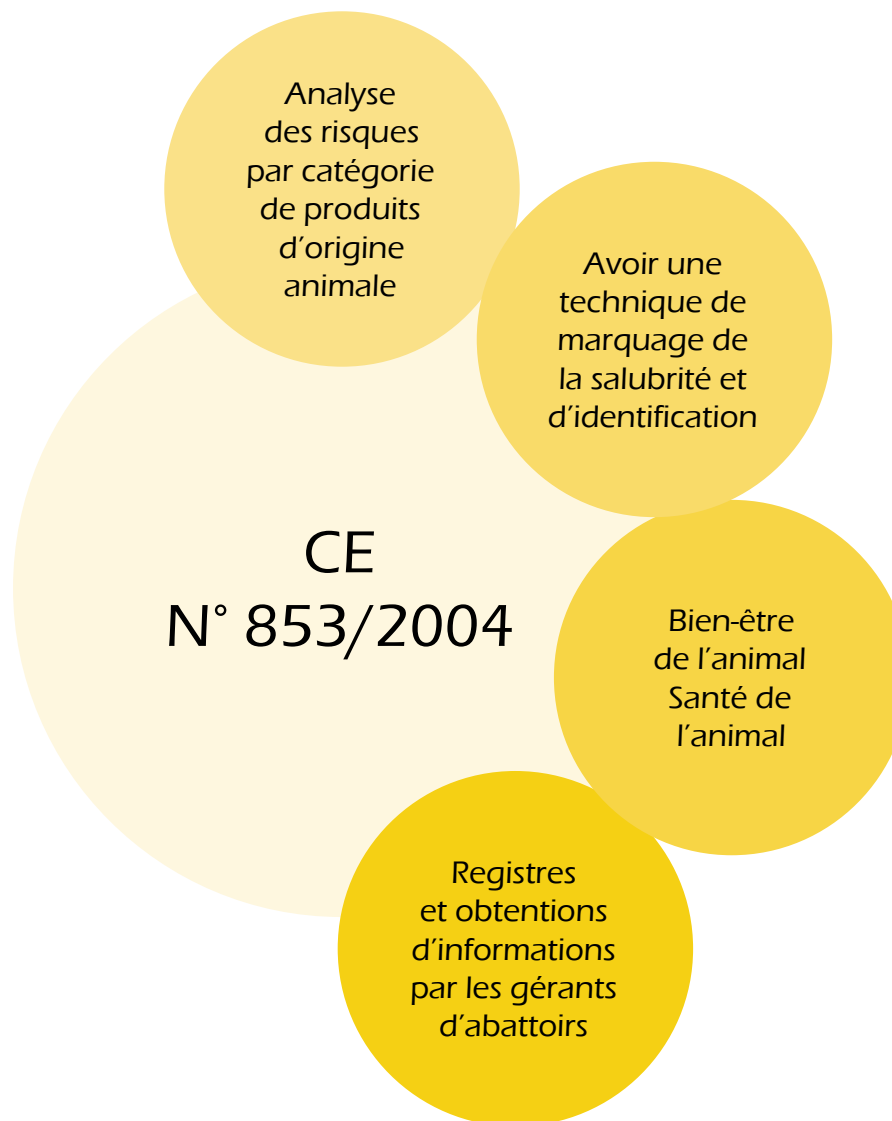 Analyse
des risques
par catégorie
de produits
d'origine
animale
Avoir une
technique de
marquage de
la salubrité et
d'identification
CE
N° 853/2004
Bien-être
de l'animal
Santé de
l'animal
Registres
et obtentions
d'informations
par les gérants
d'abattoirs